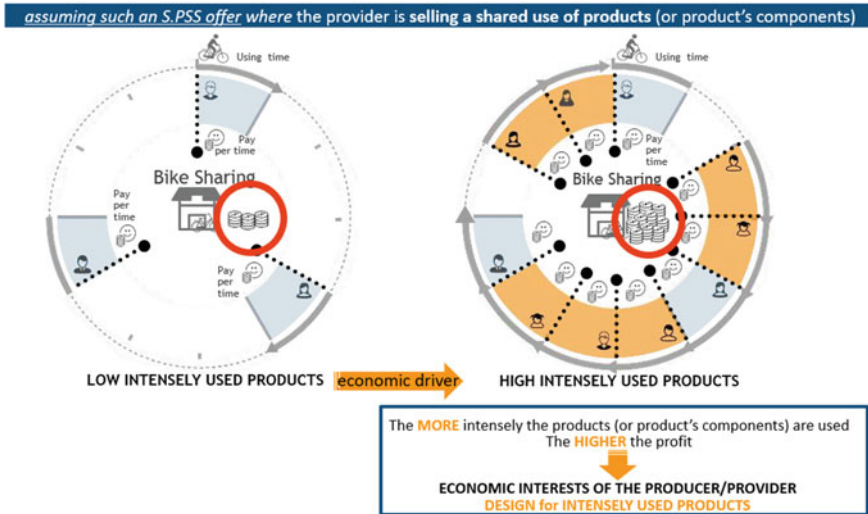 assuming such an S.PSS offer where the provider is selling a shared use of products (or product's components)
Using time
Pay
per time
Bike Sharing
Pay
per
time
Pay
per
time
LOW INTENSELY USED PRODUCTS
economic driver
Using time
Pay
per time
Bike Sharing
HIGH INTENSELY USED PRODUCTS
The MORE intensely the products (or product's components) are used
The HIGHER the profit
ECONOMIC INTERESTS OF THE PRODUCER/PROVIDER
DESIGN for INTENSELY USED PRODUCTS